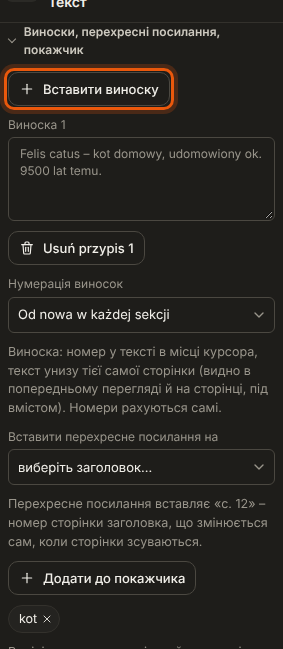 Текст
Виноски, перехресні посилання,
покажчик
Вставити виноску
Виноска 1
Felis catus – kot domowy, udomowiony ok.
9500 lat temu.
Usuń przypis 1
Нумерація виносок
Od nowa w każdej sekcji
Виноска: номер у тексті в місці курсора,
текст унизу тієї самої сторінки (видно в
попередньому перегляді й на сторінці, під
вмістом). Номери рахуються самі.
Вставити перехресне посилання на
виберіть заголовок...
Перехресне посилання вставляє «с. 12» –
номер сторінки заголовка, що змінюється
сам, коли сторінки зсуваються.
Додати до покажчика
kot